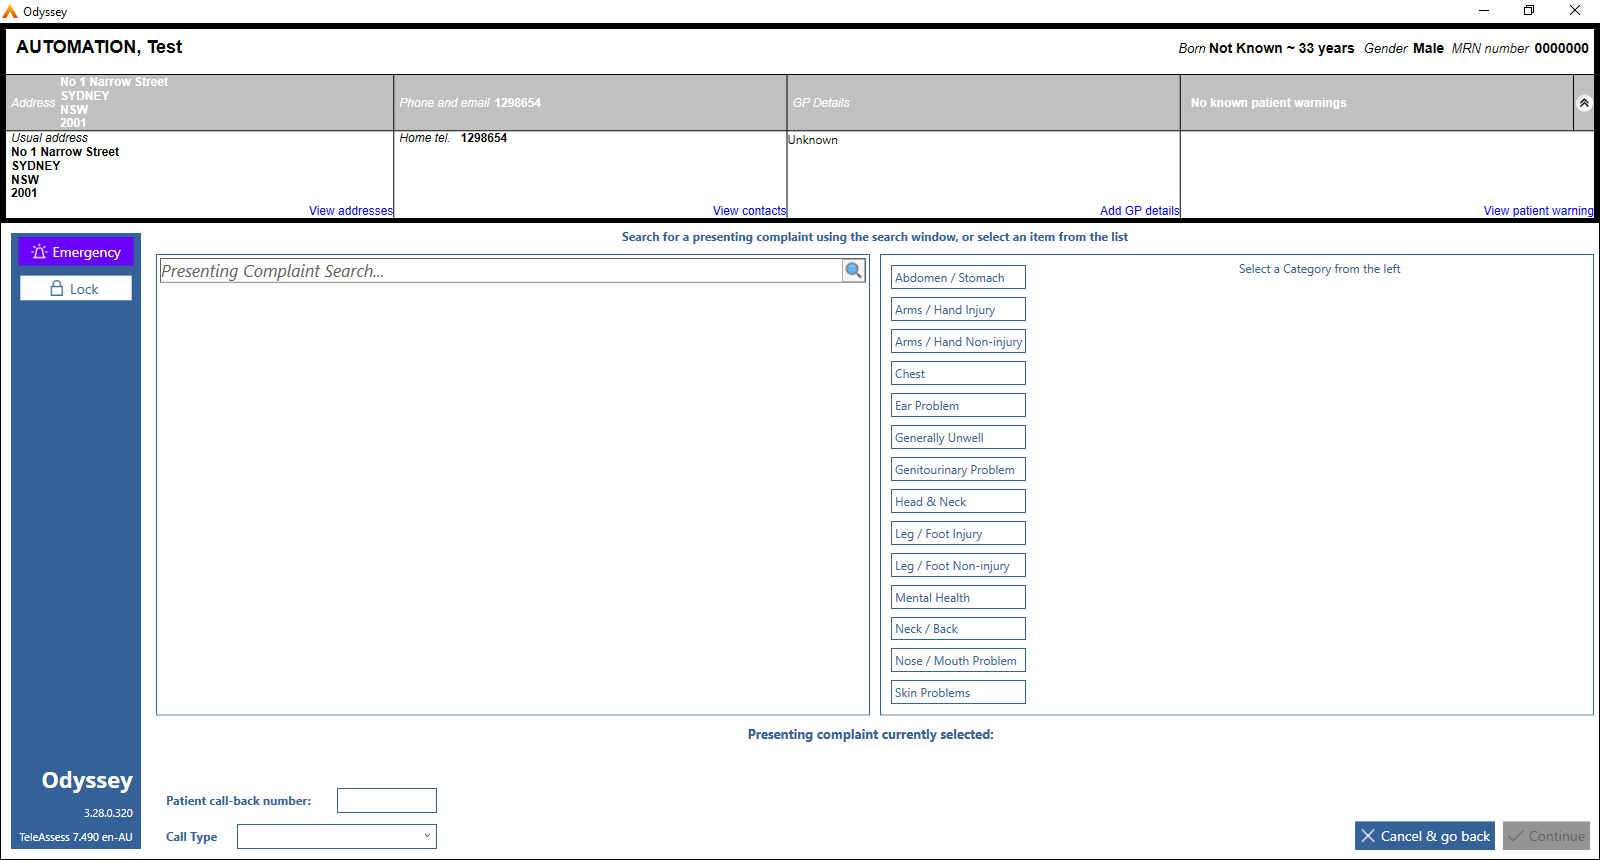 Odyssey
AUTOMATION, Test
Born Not Known ~ 33 years Gender Male MRN number 0000000
Address No 1 Narrow Street
SYDNEY
NSW
2001
Phone and email 1298654
GP Details
No known patient warnings
Usual address
No 1 Narrow Street
SYDNEY
NSW
2001
Home tel. 1298654
Unknown
View addresses
View contacts
Add GP details
View patient warning
Emergency
Lock
Search for a presenting complaint using the search window, or select an item from the list
Presenting Complaint Search...
Abdomen / Stomach
Arms / Hand Injury
Arms / Hand Non-injury
Chest
Ear Problem
Generally Unwell
Genitourinary Problem
Head & Neck
Leg / Foot Injury
Leg / Foot Non-injury
Mental Health
Neck / Back
Nose / Mouth Problem
Skin Problems
Select a Category from the left
Presenting complaint currently selected:
Odyssey
3.28.0.320
TeleAssess 7.490 en-AU
Patient call-back number:
Call Type
Cancel & go back
Continue